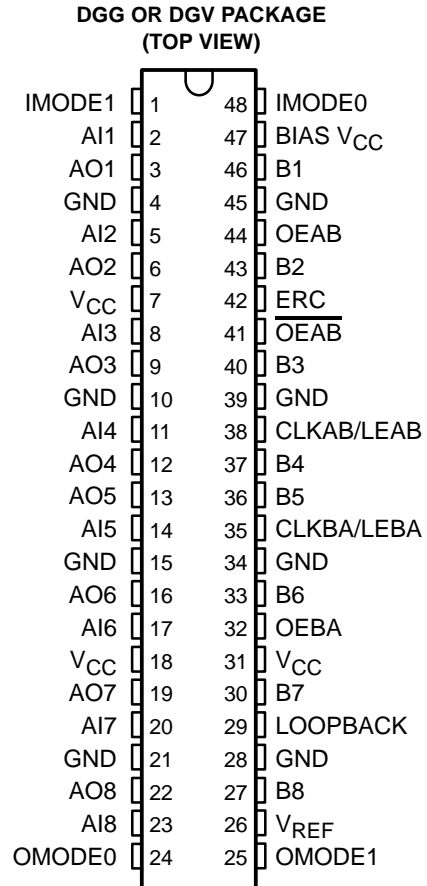 DGG OR DGV PACKAGE
(TOP VIEW)
IMODE1 1 48 IMODE0
AI1 2 47 BIAS VCC
AO1 3 46 B1
GND 4 45 GND
AI2 5 44 OEAB
AO2 6 43 B2
VCC 7 42 ERC
AI3 8 41 O̅E̅A̅B̅
AO3 9 40 B3
GND 10 39 GND
AI4 11 38 CLKAB/LEAB
AO4 12 37 B4
AO5 13 36 B5
AI5 14 35 CLKBA/LEBA
GND 15 34 GND
AO6 16 33 B6
AI6 17 32 OEBA
VCC 18 31 VCC
AO7 19 30 B7
AI7 20 29 LOOPBACK
GND 21 28 GND
AO8 22 27 B8
AI8 23 26 VREF
OMODE0 24 25 OMODE1